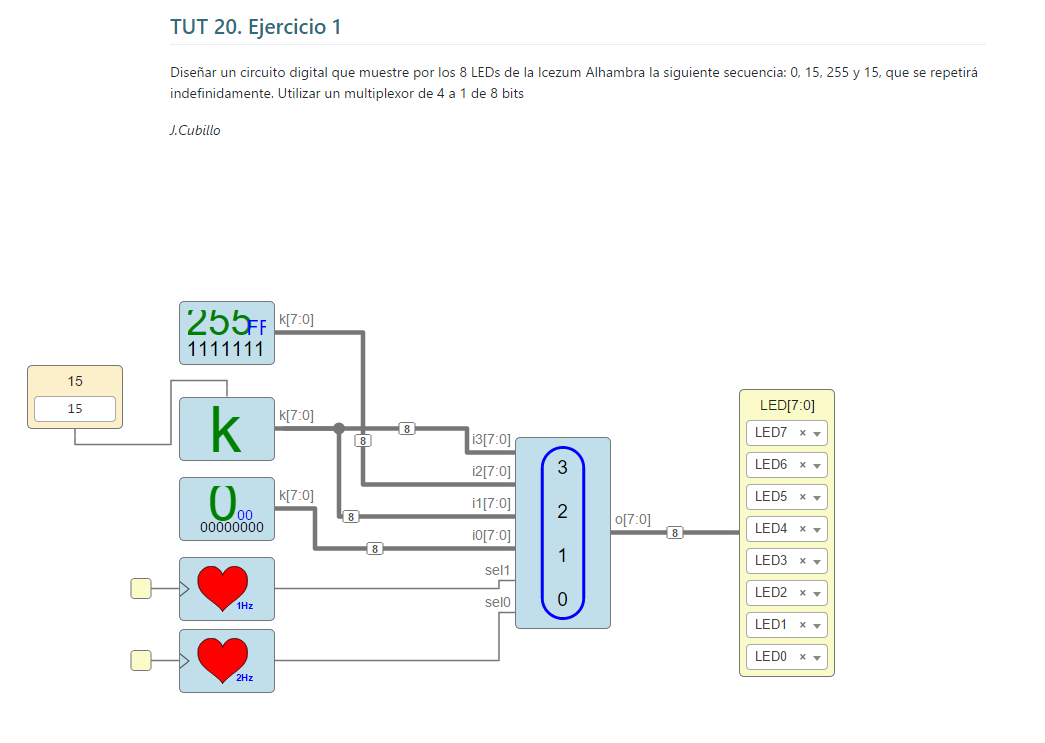 TUT 20. Ejercicio 1
Diseñar un circuito digital que muestre por los 8 LEDs de la Icezum Alhambra la siguiente secuencia: 0, 15, 255 y 15, que se repetirá
indefinidamente. Utilizar un multiplexor de 4 a 1 de 8 bits
J.Cubillo
255 FF
1111111
k[7:0]
15
15
k
k[7:0]
8
8
0 00
00000000
k[7:0]
8
8
i3[7:0]
i2[7:0]
i1[7:0]
i0[7:0]
sel1
sel0
3
2
1
0
1Hz
2Hz
o[7:0]
8
LED[7:0]
LED7 × ▾
LED6 × ▾
LED5 × ▾
LED4 × ▾
LED3 × ▾
LED2 × ▾
LED1 × ▾
LED0 × ▾